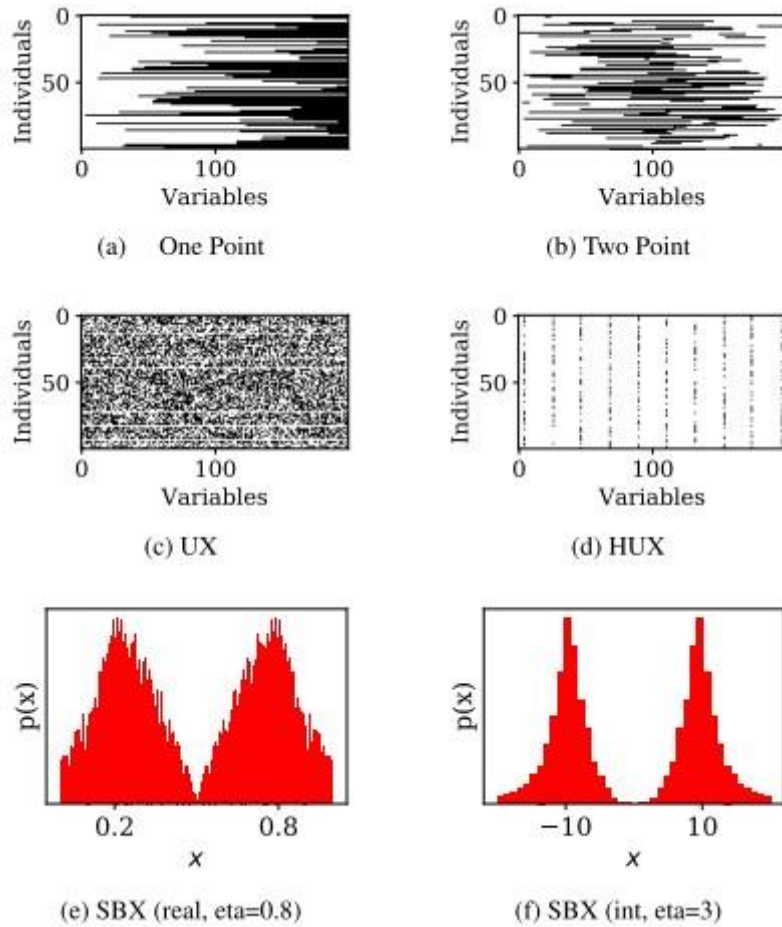 0
50
Individuals
0
100
Variables
(a) One Point
0
50
Individuals
0
100
Variables
(b) Two Point
0
50
Individuals
0
100
Variables
(c) UX
0
50
Individuals
0
100
Variables
(d) HUX
p(x)
0.2
0.8
x
(e) SBX (real, eta=0.8)
p(x)
−10
10
x
(f) SBX (int, eta=3)